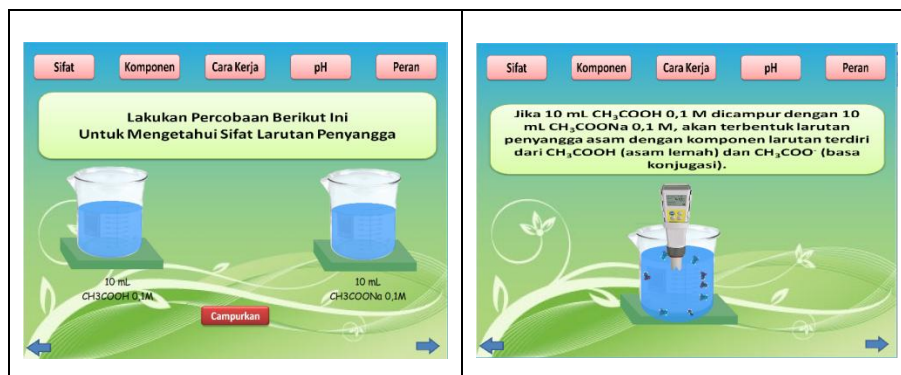 Sifat
Komponen
Cara Kerja
pH
Peran
Lakukan Percobaan Berikut Ini
Untuk Mengetahui Sifat Larutan Penyangga
10 mL
CH3COOH 0,1M
10 mL
CH3COONa 0,1M
Campurkan
Sifat
Komponen
Cara Kerja
pH
Peran
Jika 10 mL CH₃COOH 0,1 M dicampur dengan 10
mL CH₃COONa 0,1 M, akan terbentuk larutan
penyangga asam dengan komponen larutan terdiri
dari CH₃COOH (asam lemah) dan CH₃COO⁻ (basa
konjugasi).